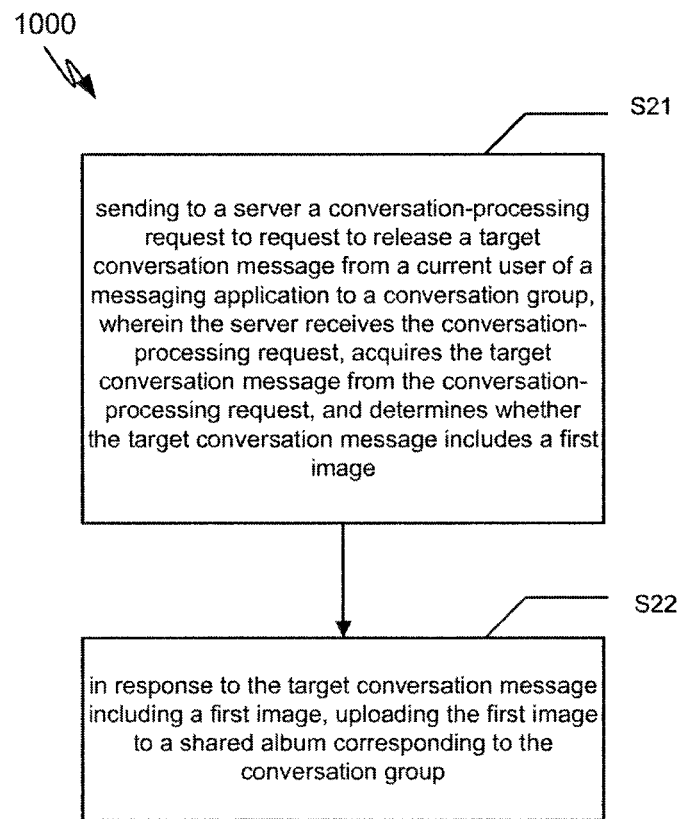 1000
S21
sending to a server a conversation-processing
request to request to release a target
conversation message from a current user of a
messaging application to a conversation group,
wherein the server receives the conversation-
processing request, acquires the target
conversation message from the conversation-
processing request, and determines whether
the target conversation message includes a first
image
S22
in response to the target conversation message
including a first image, uploading the first image
to a shared album corresponding to the
conversation group